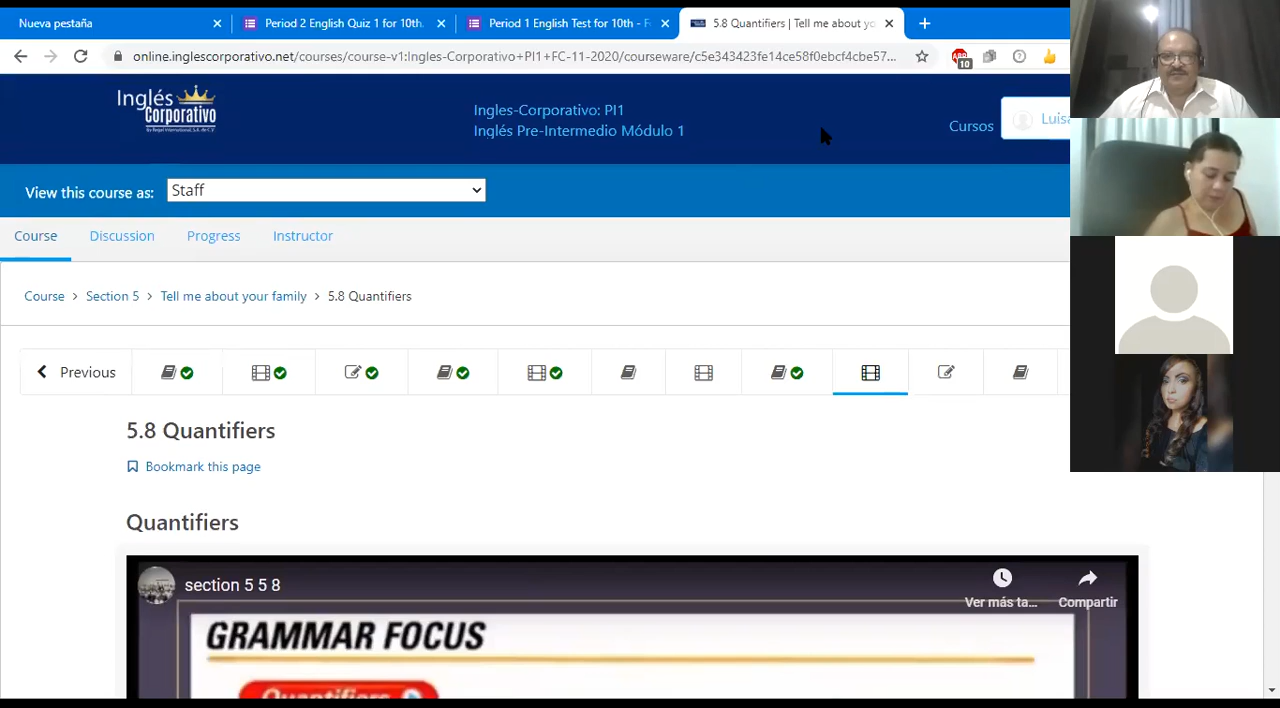 Nueva pestaña
Period 2 English Quiz 1 for 10th.
Period 1 English Test for 10th - F
5.8 Quantifiers | Tell me about yo
online.inglescorporativo.net/courses/course-v1:Ingles-Corporativo+PI1+FC-11-2020/courseware/c5e343423fe14ce58f0ebcf4cbe57...
10
Inglés
Corporativo
Ingles-Corporativo: PI1
Inglés Pre-Intermedio Módulo 1
Cursos
Luisa
View this course as:
Staff
Course
Discussion
Progress
Instructor
Course > Section 5 > Tell me about your family > 5.8 Quantifiers
Previous
5.8 Quantifiers
Bookmark this page
Quantifiers
section 5 5 8
Ver más ta...
Compartir
GRAMMAR FOCUS
Quantifiers